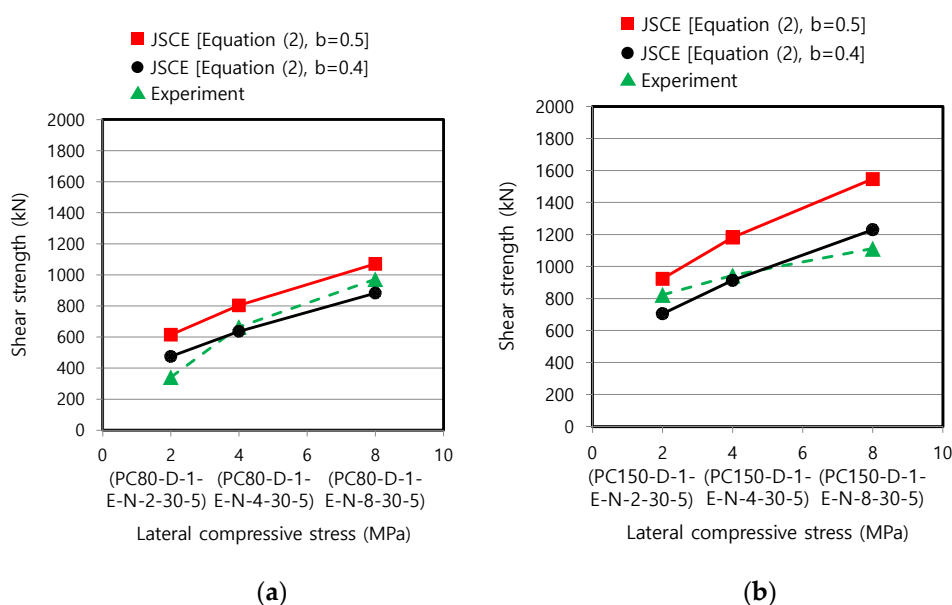 JSCE [Equation (2), b=0.5]
JSCE [Equation (2), b=0.4]
Experiment
2000
1800
1600
1400
1200
1000
800
600
400
200
0
Shear strength (kN)
0 2 4 6 8 10
(PC80-D-1- (PC80-D-1- (PC80-D-1-
E-N-2-30-5) E-N-4-30-5) E-N-8-30-5)
Lateral compressive stress (MPa)
(a)
JSCE [Equation (2), b=0.5]
JSCE [Equation (2), b=0.4]
Experiment
2000
1800
1600
1400
1200
1000
800
600
400
200
0
Shear strength (kN)
0 2 4 6 8 10
(PC150-D-1- (PC150-D-1- (PC150-D-1-
E-N-2-30-5) E-N-4-30-5) E-N-8-30-5)
Lateral compressive stress (MPa)
(b)